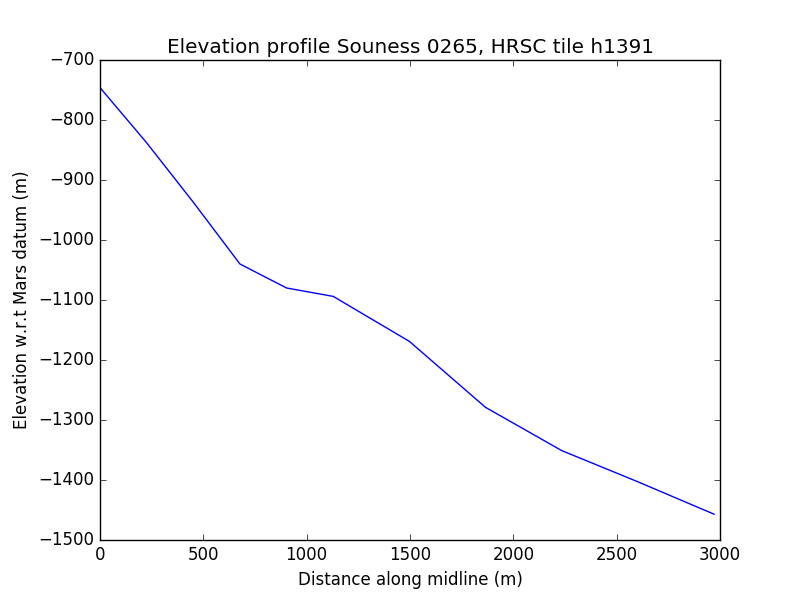 Elevation profile Souness 0265, HRSC tile h1391
Elevation w.r.t Mars datum (m)
−700
−800
−900
−1000
−1100
−1200
−1300
−1400
−1500
0 500 1000 1500 2000 2500 3000
Distance along midline (m)